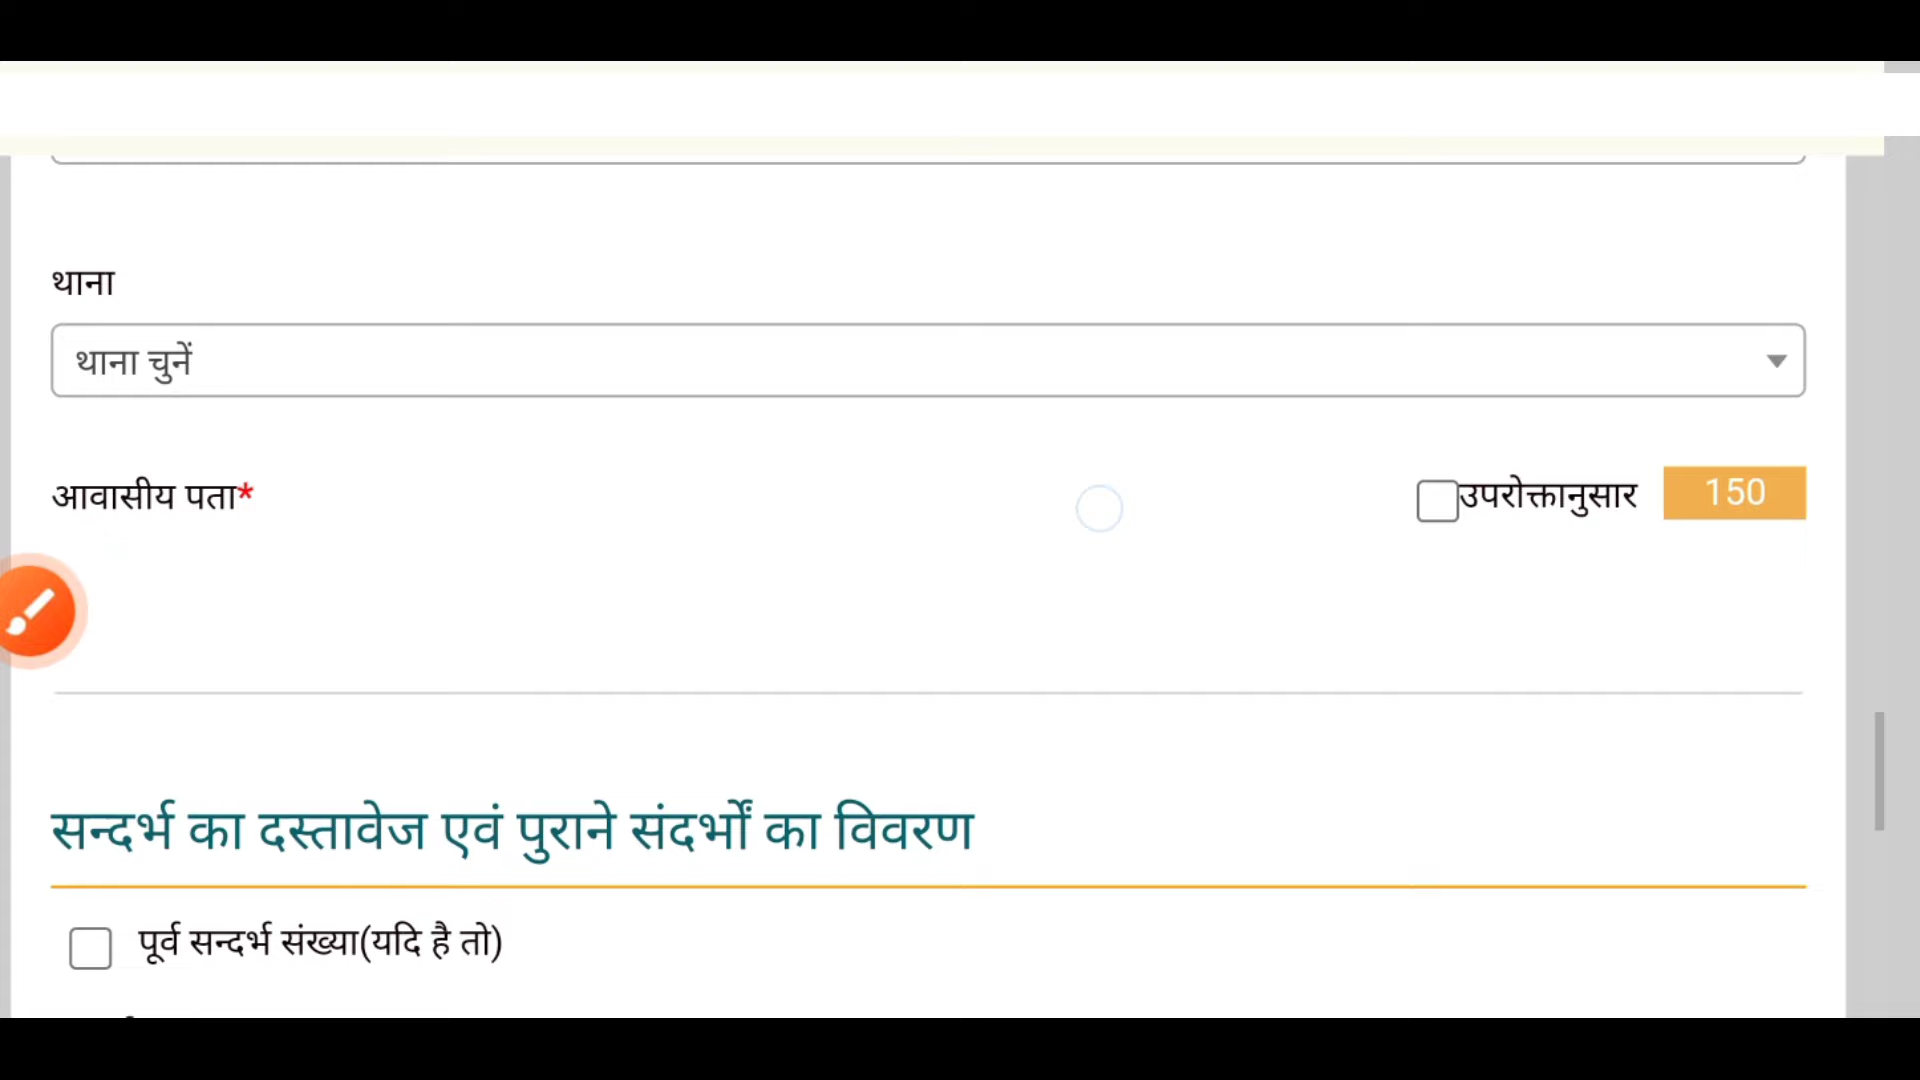 थाना
थाना चुनें
आवासीय पता*
उपरोक्तानुसार 150
सन्दर्भ का दस्तावेज एवं पुराने संदर्भों का विवरण
पूर्व सन्दर्भ संख्या(यदि है तो)